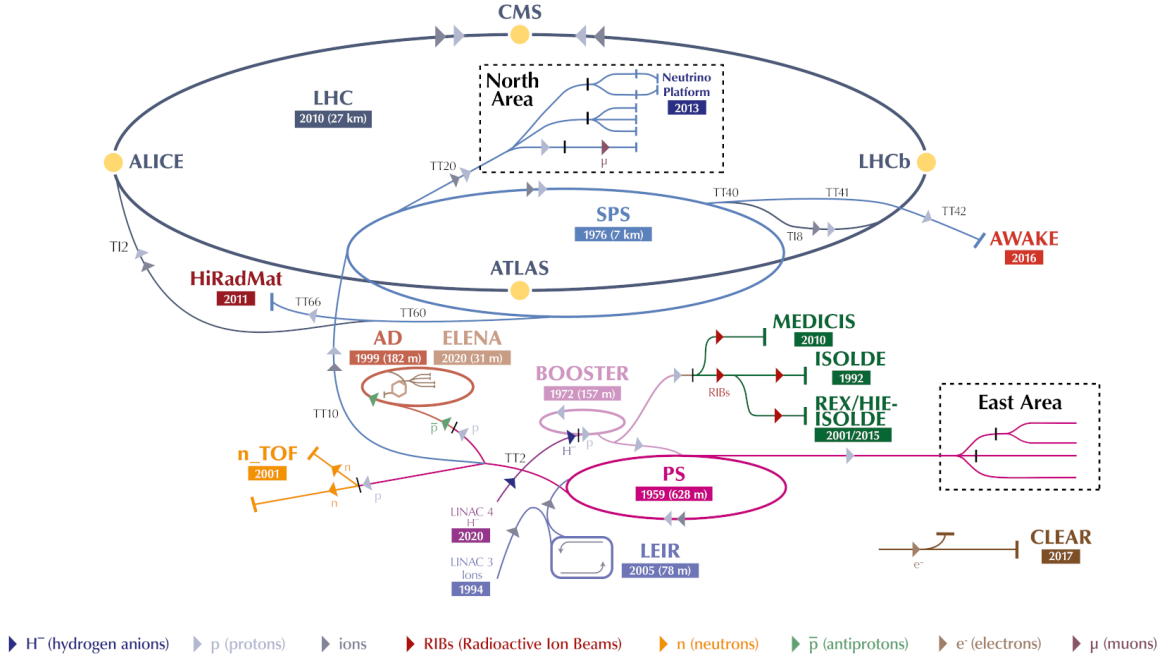 CMS
North
Area
Neutrino
Platform
2013
LHC
2010 (27 km)
ALICE
LHCb
TT20
μ
TT40
TT41
TT42
SPS
1976 (7 km)
TI8
TI2
AWAKE
2016
ATLAS
HiRadMat
2011
TT66
TT60
MEDICIS
2010
AD
1999 (182 m)
ELENA
2020 (31 m)
ISOLDE
1992
BOOSTER
1972 (157 m)
RIBs
REX/HIE-
ISOLDE
2001/2015
East Area
TT10
p̅
p
H⁻
p
n_TOF
2001
n
n
p
TT2
PS
1959 (628 m)
LINAC 4
H⁻
2020
LINAC 3
Ions
1994
LEIR
2005 (78 m)
CLEAR
2017
e⁻
H⁻ (hydrogen anions)
p (protons)
ions
RIBs (Radioactive Ion Beams)
n (neutrons)
p̅ (antiprotons)
e⁻ (electrons)
μ (muons)